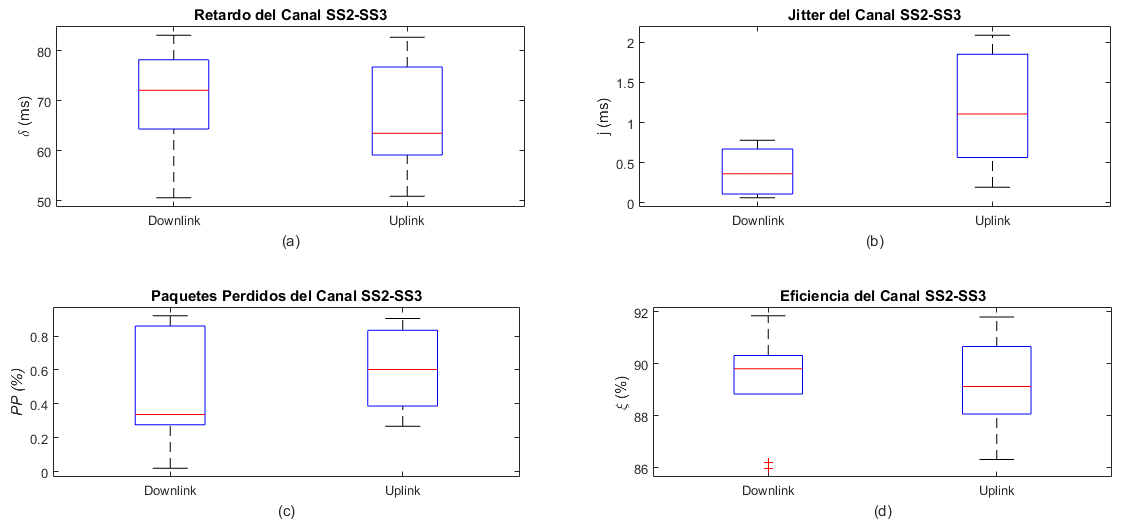 Retardo del Canal SS2-SS3
80
70
60
50
δ (ms)
Downlink
Uplink
(a)
Jitter del Canal SS2-SS3
2
1.5
1
0.5
0
j (ms)
Downlink
Uplink
(b)
Paquetes Perdidos del Canal SS2-SS3
0.8
0.6
0.4
0.2
0
PP (%)
Downlink
Uplink
(c)
Eficiencia del Canal SS2-SS3
92
90
88
86
ξ (%)
Downlink
Uplink
(d)